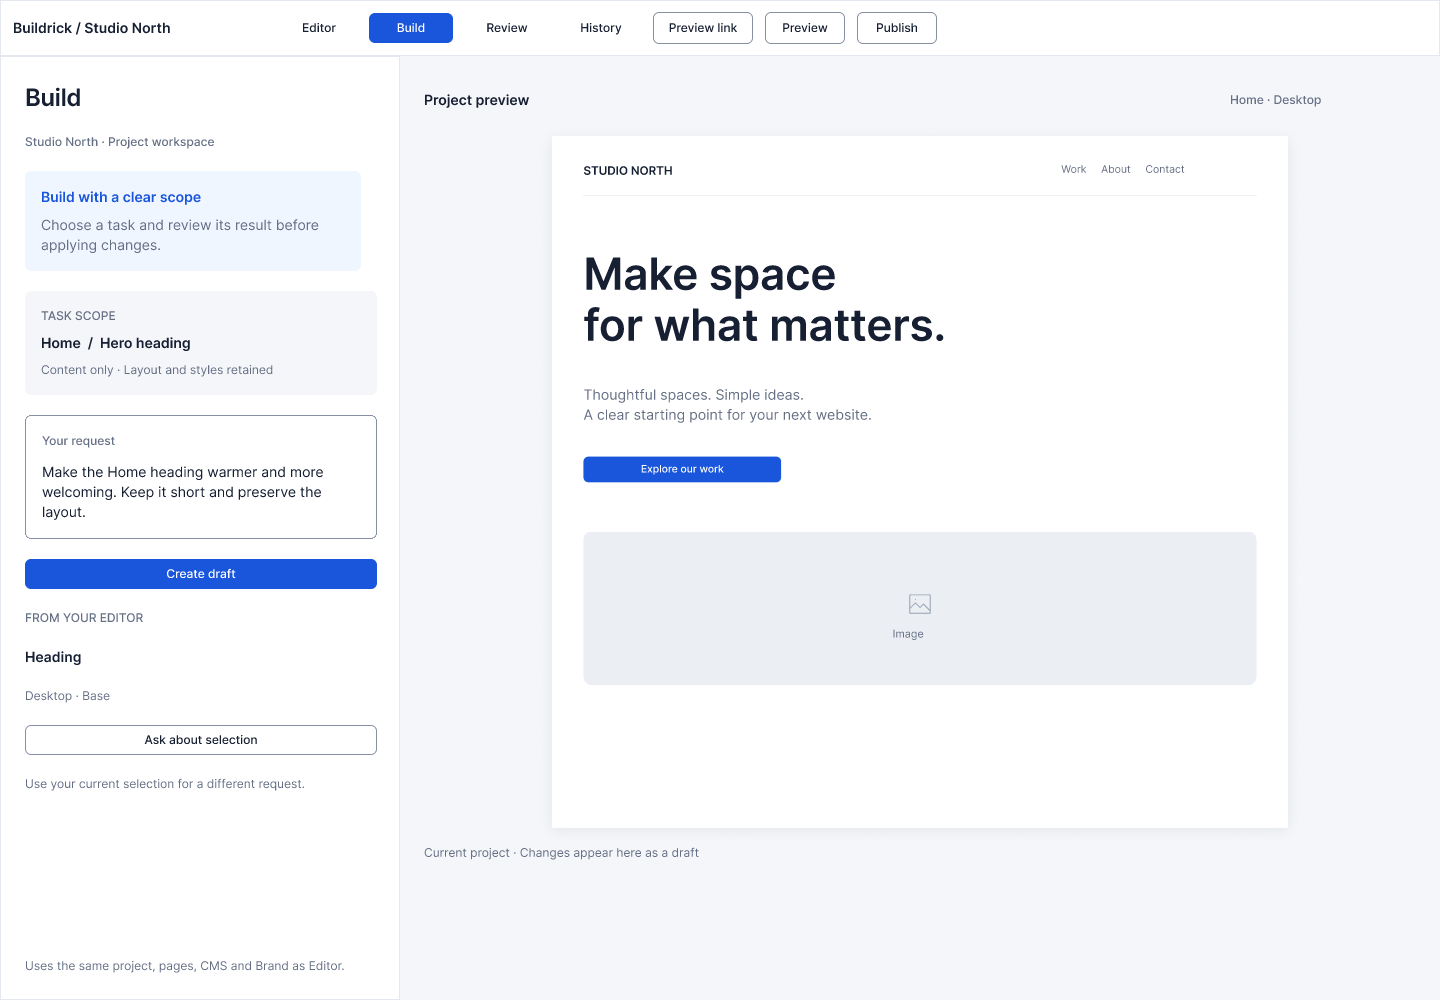 Buildrick / Studio North
Editor
Build
Review
History
Preview link
Preview
Publish
Build
Studio North · Project workspace
Build with a clear scope
Choose a task and review its result before
applying changes.
TASK SCOPE
Home / Hero heading
Content only · Layout and styles retained
Your request
Make the Home heading warmer and more
welcoming. Keep it short and preserve the
layout.
Create draft
FROM YOUR EDITOR
Heading
Desktop · Base
Ask about selection
Use your current selection for a different request.
Uses the same project, pages, CMS and Brand as Editor.
Project preview
Home · Desktop
STUDIO NORTH
Work
About
Contact
Make space
for what matters.
Thoughtful spaces. Simple ideas.
A clear starting point for your next website.
Explore our work
Image
Current project · Changes appear here as a draft